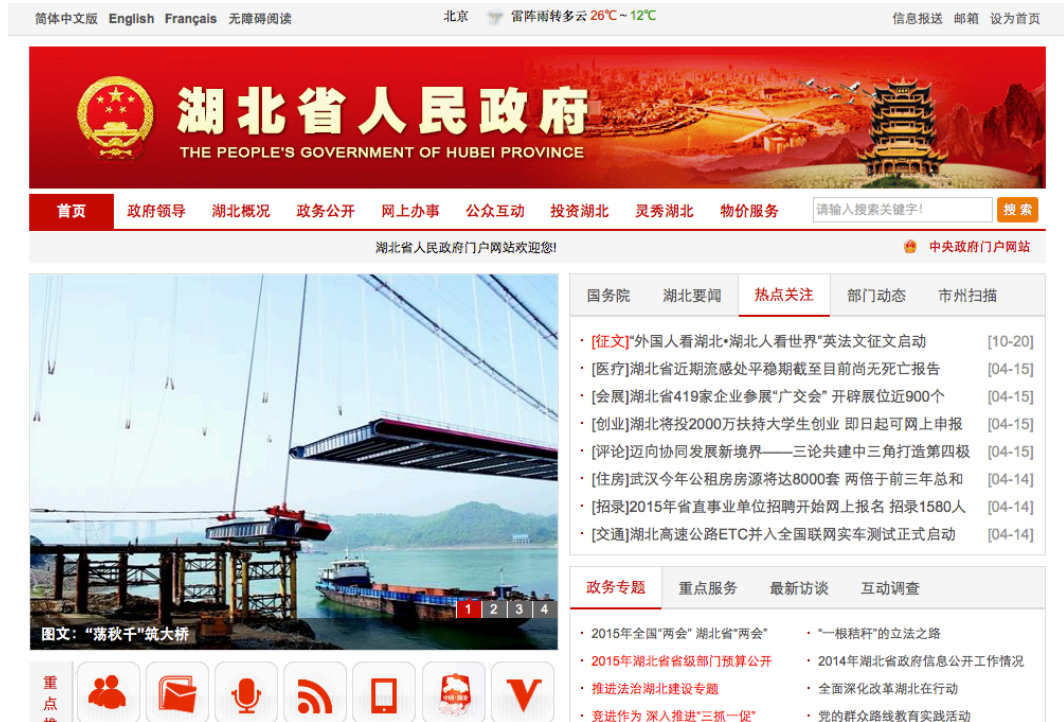 简体中文版 English Français 无障碍阅读 北京 雷阵雨转多云 26℃ ~ 12℃ 信息报送 邮箱 设为首页
湖北省人民政府
THE PEOPLE'S GOVERNMENT OF HUBEI PROVINCE
首页 政府领导 湖北概况 政务公开 网上办事 公众互动 投资湖北 灵秀湖北 物价服务 请输入搜索关键字! 搜 索
湖北省人民政府门户网站欢迎您! 中央政府门户网站
国务院 湖北要闻 热点关注 部门动态 市州扫描
· [征文]“外国人看湖北•湖北人看世界”英法文征文启动 [10-20]
· [医疗]湖北省近期流感处平稳期截至目前尚无死亡报告 [04-15]
· [会展]湖北省419家企业参展“广交会” 开辟展位近900个 [04-15]
· [创业]湖北将投2000万扶持大学生创业 即日起可网上申报 [04-15]
· [评论]迈向协同发展新境界——三论共建中三角打造第四极 [04-15]
· [住房]武汉今年公租房房源将达8000套 两倍于前三年总和 [04-14]
· [招录]2015年省直事业单位招聘开始网上报名 招录1580人 [04-14]
· [交通]湖北高速公路ETC并入全国联网实车测试正式启动 [04-14]
1 2 3 4
图文：“荡秋千”筑大桥
政务专题 重点服务 最新访谈 互动调查
· 2015年全国“两会” 湖北省“两会” · “一根秸秆”的立法之路
· 2015年湖北省省级部门预算公开 · 2014年湖北省政府信息公开工作情况
· 推进法治湖北建设专题 · 全面深化改革湖北在行动
· 竞进作为 深入推进“三抓一促” · 党的群众路线教育实践活动
重
点